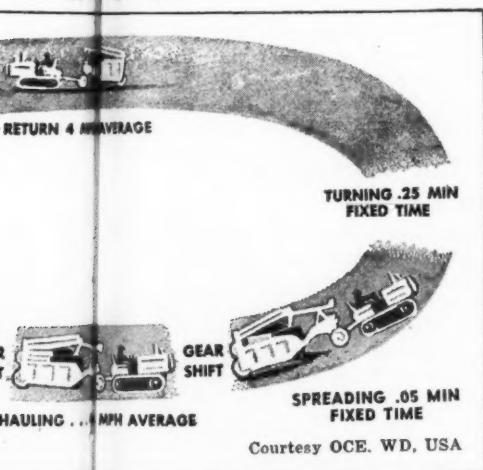 RETURN 4 AVERAGE
TURNING .25 MIN
FIXED TIME
GEAR
SHIFT
HAULING ... MPH AVERAGE
SPREADING .05 MIN
FIXED TIME
Courtesy OCE. WD, USA